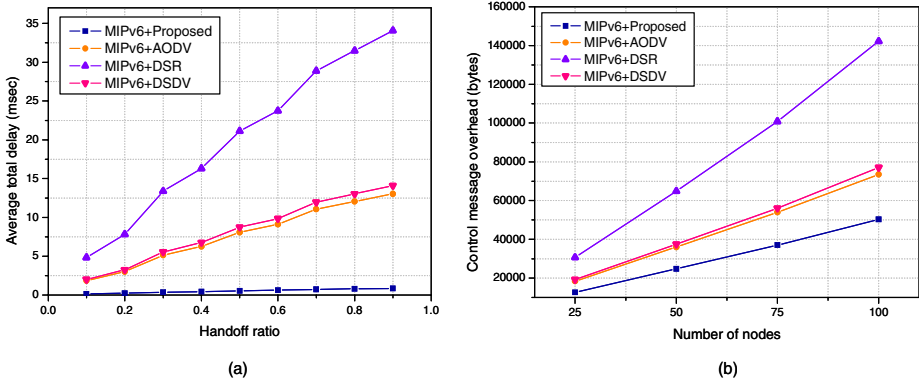 MIPv6+Proposed
MIPv6+AODV
MIPv6+DSR
MIPv6+DSDV
35
30
25
20
15
10
5
0
Average total delay (msec)
0.0 0.2 0.4 0.6 0.8 1.0
Handoff ratio
(a)
MIPv6+Proposed
MIPv6+AODV
MIPv6+DSR
MIPv6+DSDV
160000
140000
120000
100000
80000
60000
40000
20000
Control message overhead (bytes)
25 50 75 100
Number of nodes
(b)